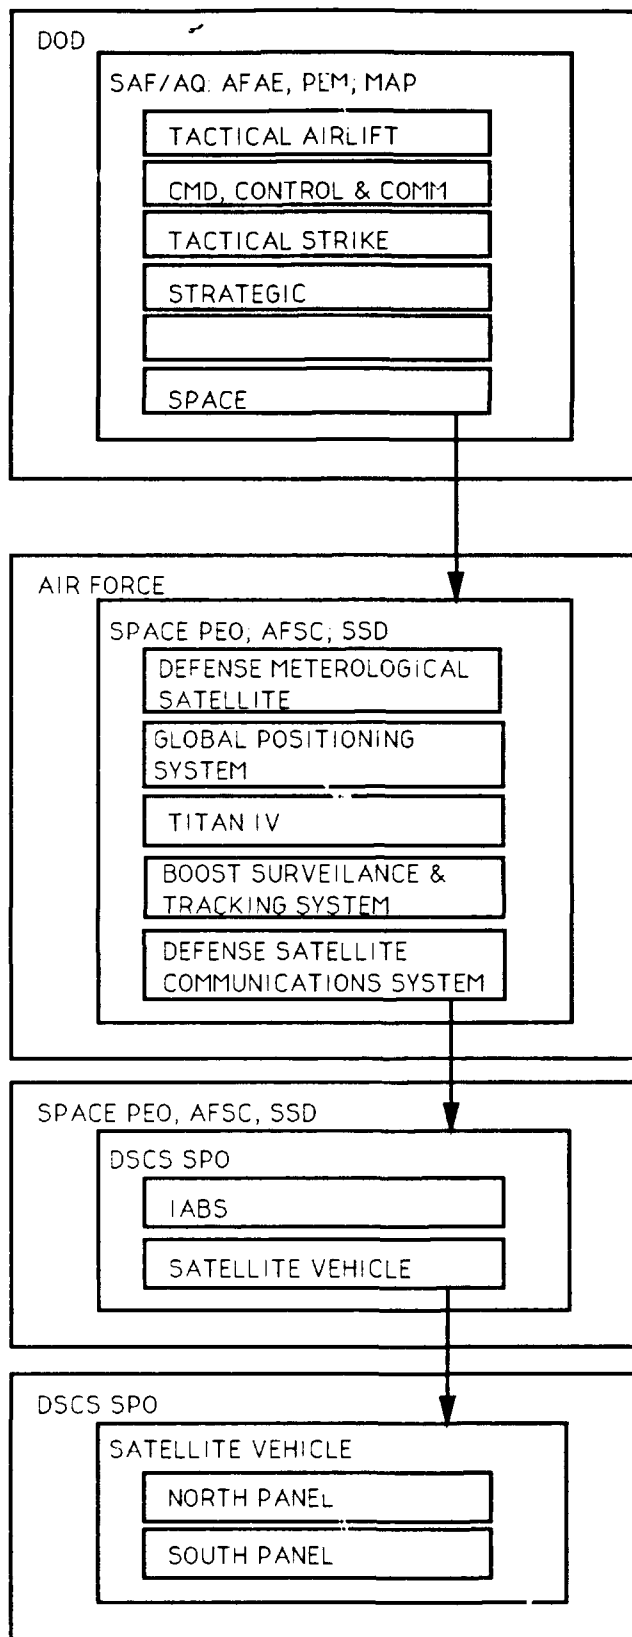 DOD
SAF/AQ: AFAE, PEM; MAP
TACTICAL AIRLIFT
CMD, CONTROL & COMM
TACTICAL STRIKE
STRATEGIC
SPACE
AIR FORCE
SPACE PEO; AFSC; SSD
DEFENSE METEROLOGICAL
SATELLITE
GLOBAL POSITIONING
SYSTEM
TITAN IV
BOOST SURVEILANCE &
TRACKING SYSTEM
DEFENSE SATELLITE
COMMUNICATIONS SYSTEM
SPACE PEO, AFSC, SSD
DSCS SPO
IABS
SATELLITE VEHICLE
DSCS SPO
SATELLITE VEHICLE
NORTH PANEL
SOUTH PANEL